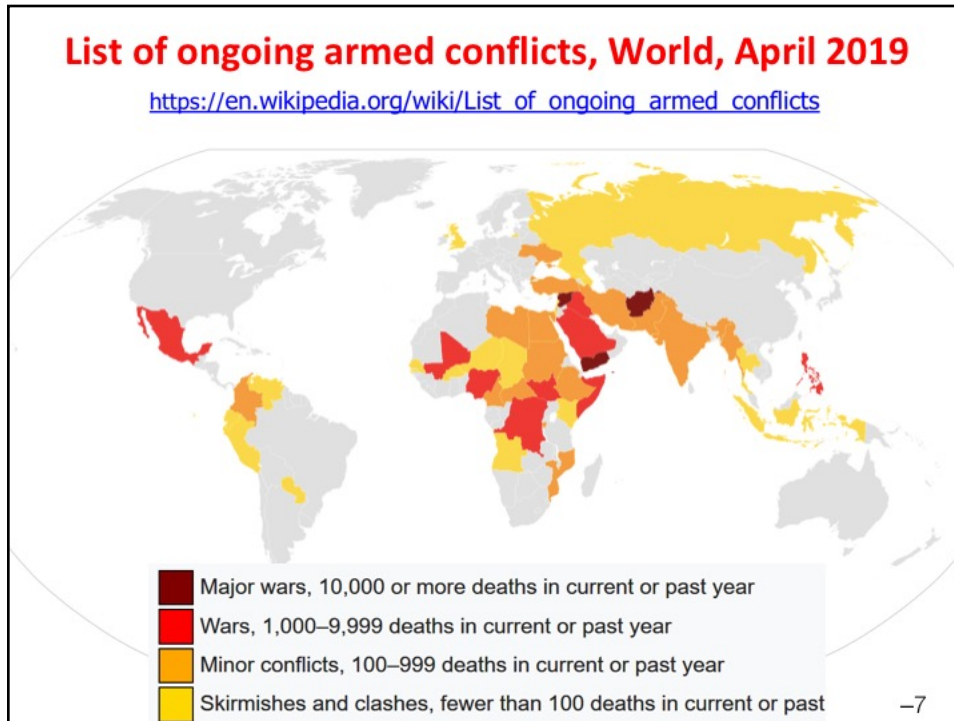 List of ongoing armed conflicts, World, April 2019
https://en.wikipedia.org/wiki/List_of_ongoing_armed_conflicts
Major wars, 10,000 or more deaths in current or past year
Wars, 1,000–9,999 deaths in current or past year
Minor conflicts, 100–999 deaths in current or past year
Skirmishes and clashes, fewer than 100 deaths in current or past
–7